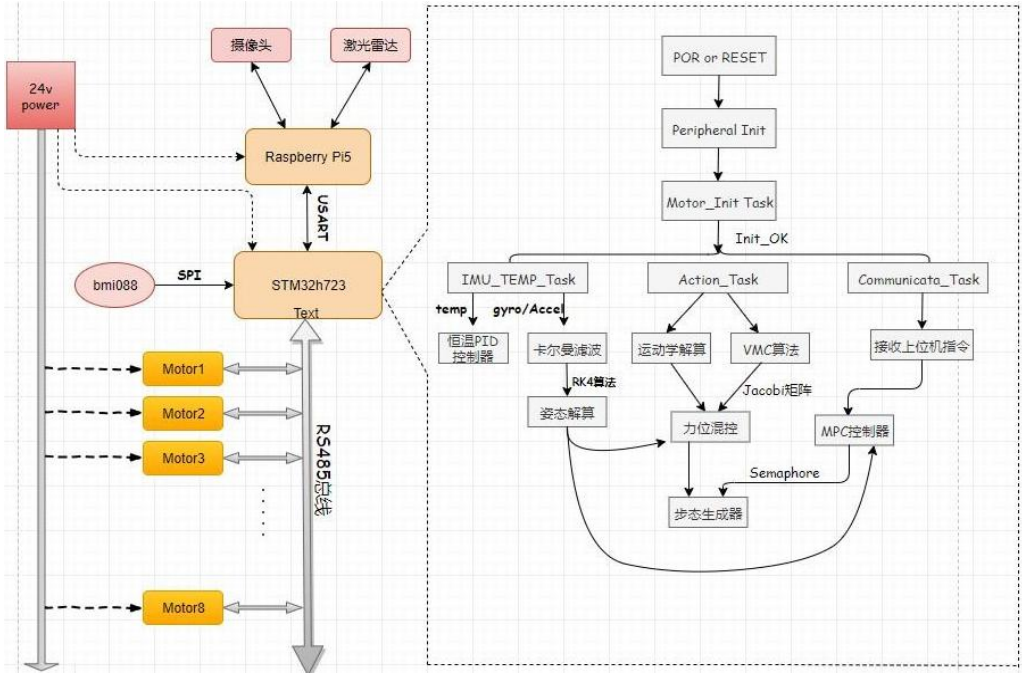 摄像头
激光雷达
24v
power
Raspberry Pi5
USART
bmi088
SPI
STM32h723
Text
Motor1
Motor2
Motor3
Motor8
RS485总线
POR or RESET
Peripheral Init
Motor_Init Task
Init_OK
IMU_TEMP_Task
Action_Task
Communicata_Task
temp
gyro/Accel
恒温PID
控制器
卡尔曼滤波
运动学解算
VMC算法
接收上位机指令
RK4算法
Jacobi矩阵
姿态解算
力位混控
MPC控制器
Semaphore
步态生成器